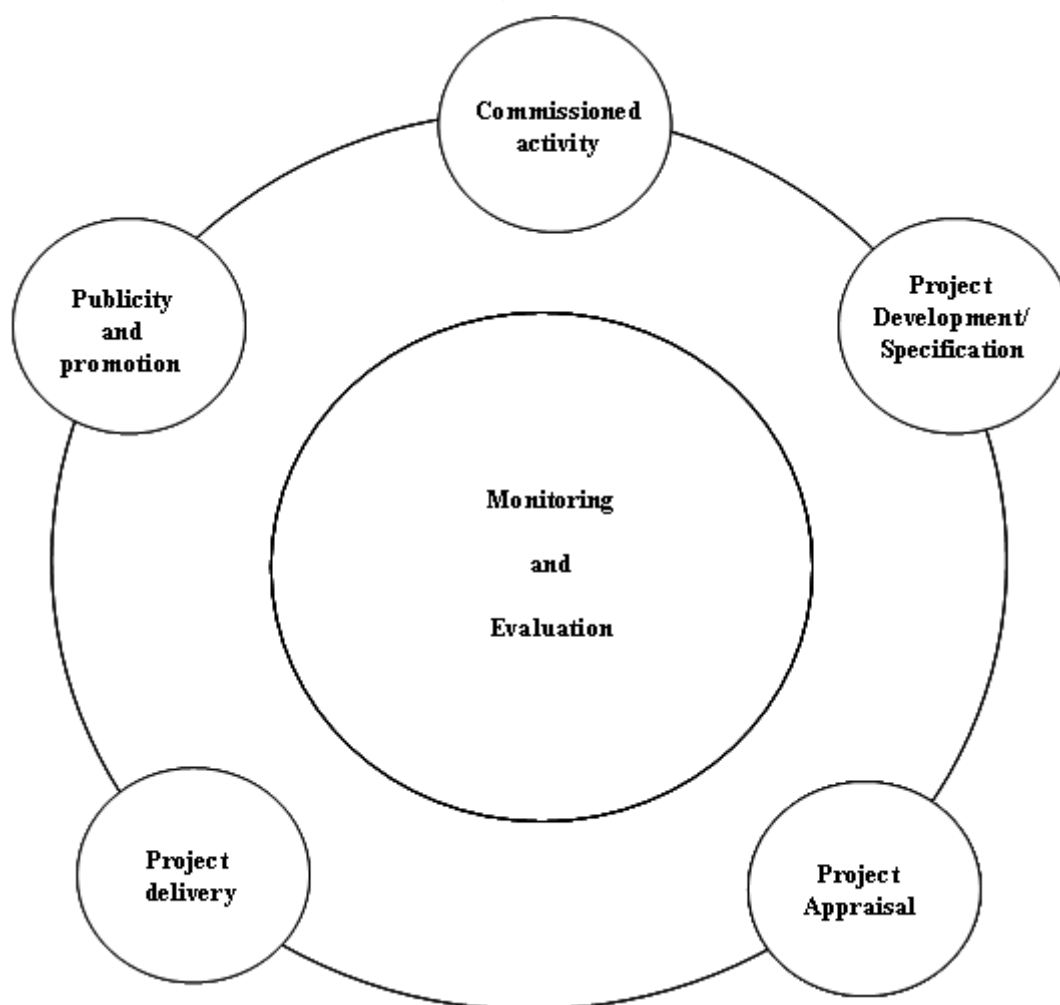 Commissioned
activity
Project
Development/
Specification
Publicity
and
promotion
Monitoring
and
Evaluation
Project
delivery
Project
Appraisal